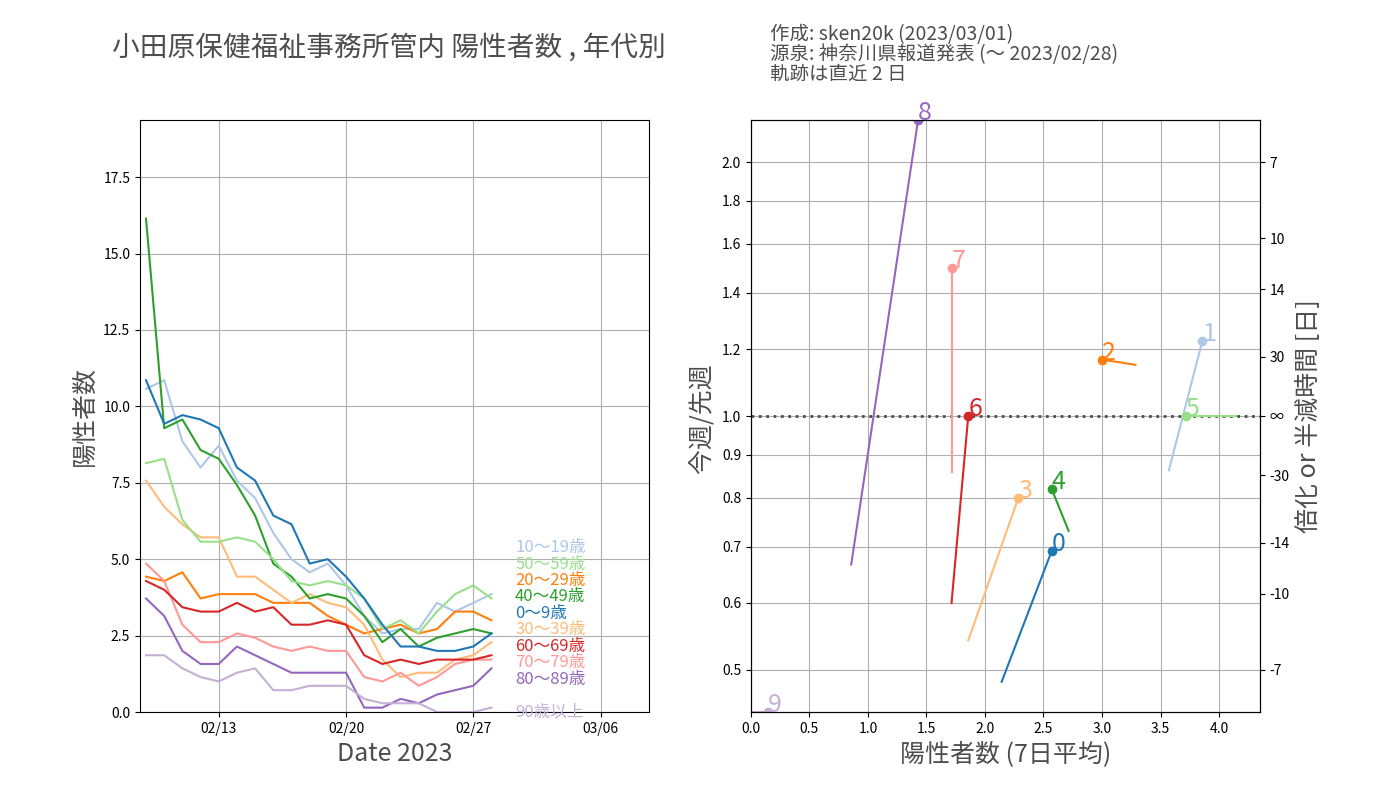 小田原保健福祉事務所管内 陽性者数 , 年代別
作成: sken20k (2023/03/01)
源泉: 神奈川県報道発表 (〜 2023/02/28)
軌跡は直近 2 日
陽性者数
17.5
15.0
12.5
10.0
7.5
5.0
2.5
0.0
10〜19歳
50〜59歳
20〜29歳
40〜49歳
0〜9歳
30〜39歳
60〜69歳
70〜79歳
80〜89歳
90歳以上
02/13 02/20 02/27 03/06
Date 2023
今週/先週
2.0
1.8
1.6
1.4
1.2
1.0
0.9
0.8
0.7
0.6
0.5
8
7
1
2
6
5
4
3
0
9
7
10
14
30
∞
-30
-14
-10
-7
倍化 or 半減時間 [日]
0.0 0.5 1.0 1.5 2.0 2.5 3.0 3.5 4.0
陽性者数 (7日平均)